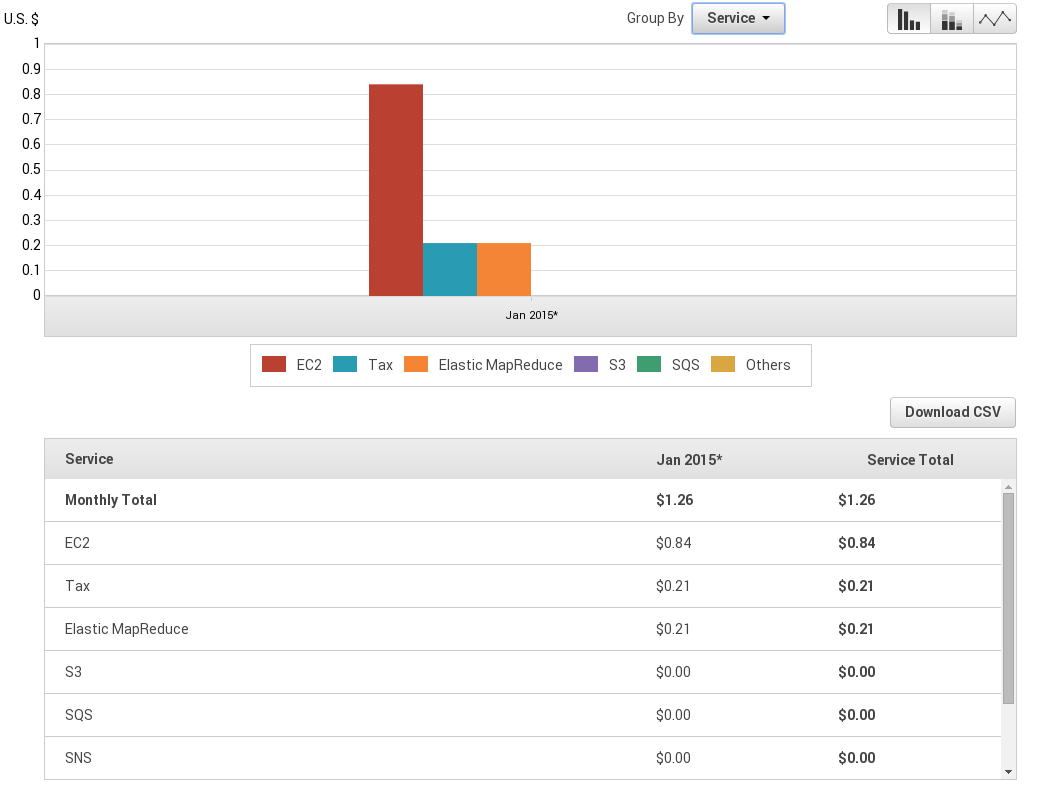 U.S. $
Group By Service
1
0.9
0.8
0.7
0.6
0.5
0.4
0.3
0.2
0.1
0
Jan 2015*
EC2 Tax Elastic MapReduce S3 SQS Others
Download CSV
Service Jan 2015* Service Total
Monthly Total $1.26 $1.26
EC2 $0.84 $0.84
Tax $0.21 $0.21
Elastic MapReduce $0.21 $0.21
S3 $0.00 $0.00
SQS $0.00 $0.00
SNS $0.00 $0.00